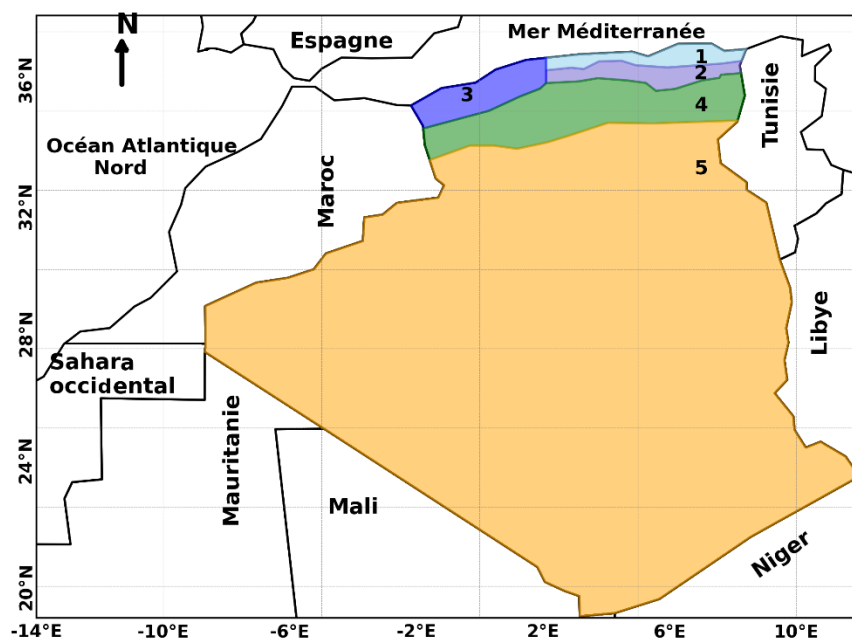 N
Espagne
Mer Méditerranée
1
2
3
4
5
Tunisie
Océan Atlantique
Nord
Maroc
Libye
Sahara
occidental
Mauritanie
Mali
Niger
36°N
32°N
28°N
24°N
20°N
-14°E
-10°E
-6°E
-2°E
2°E
6°E
10°E